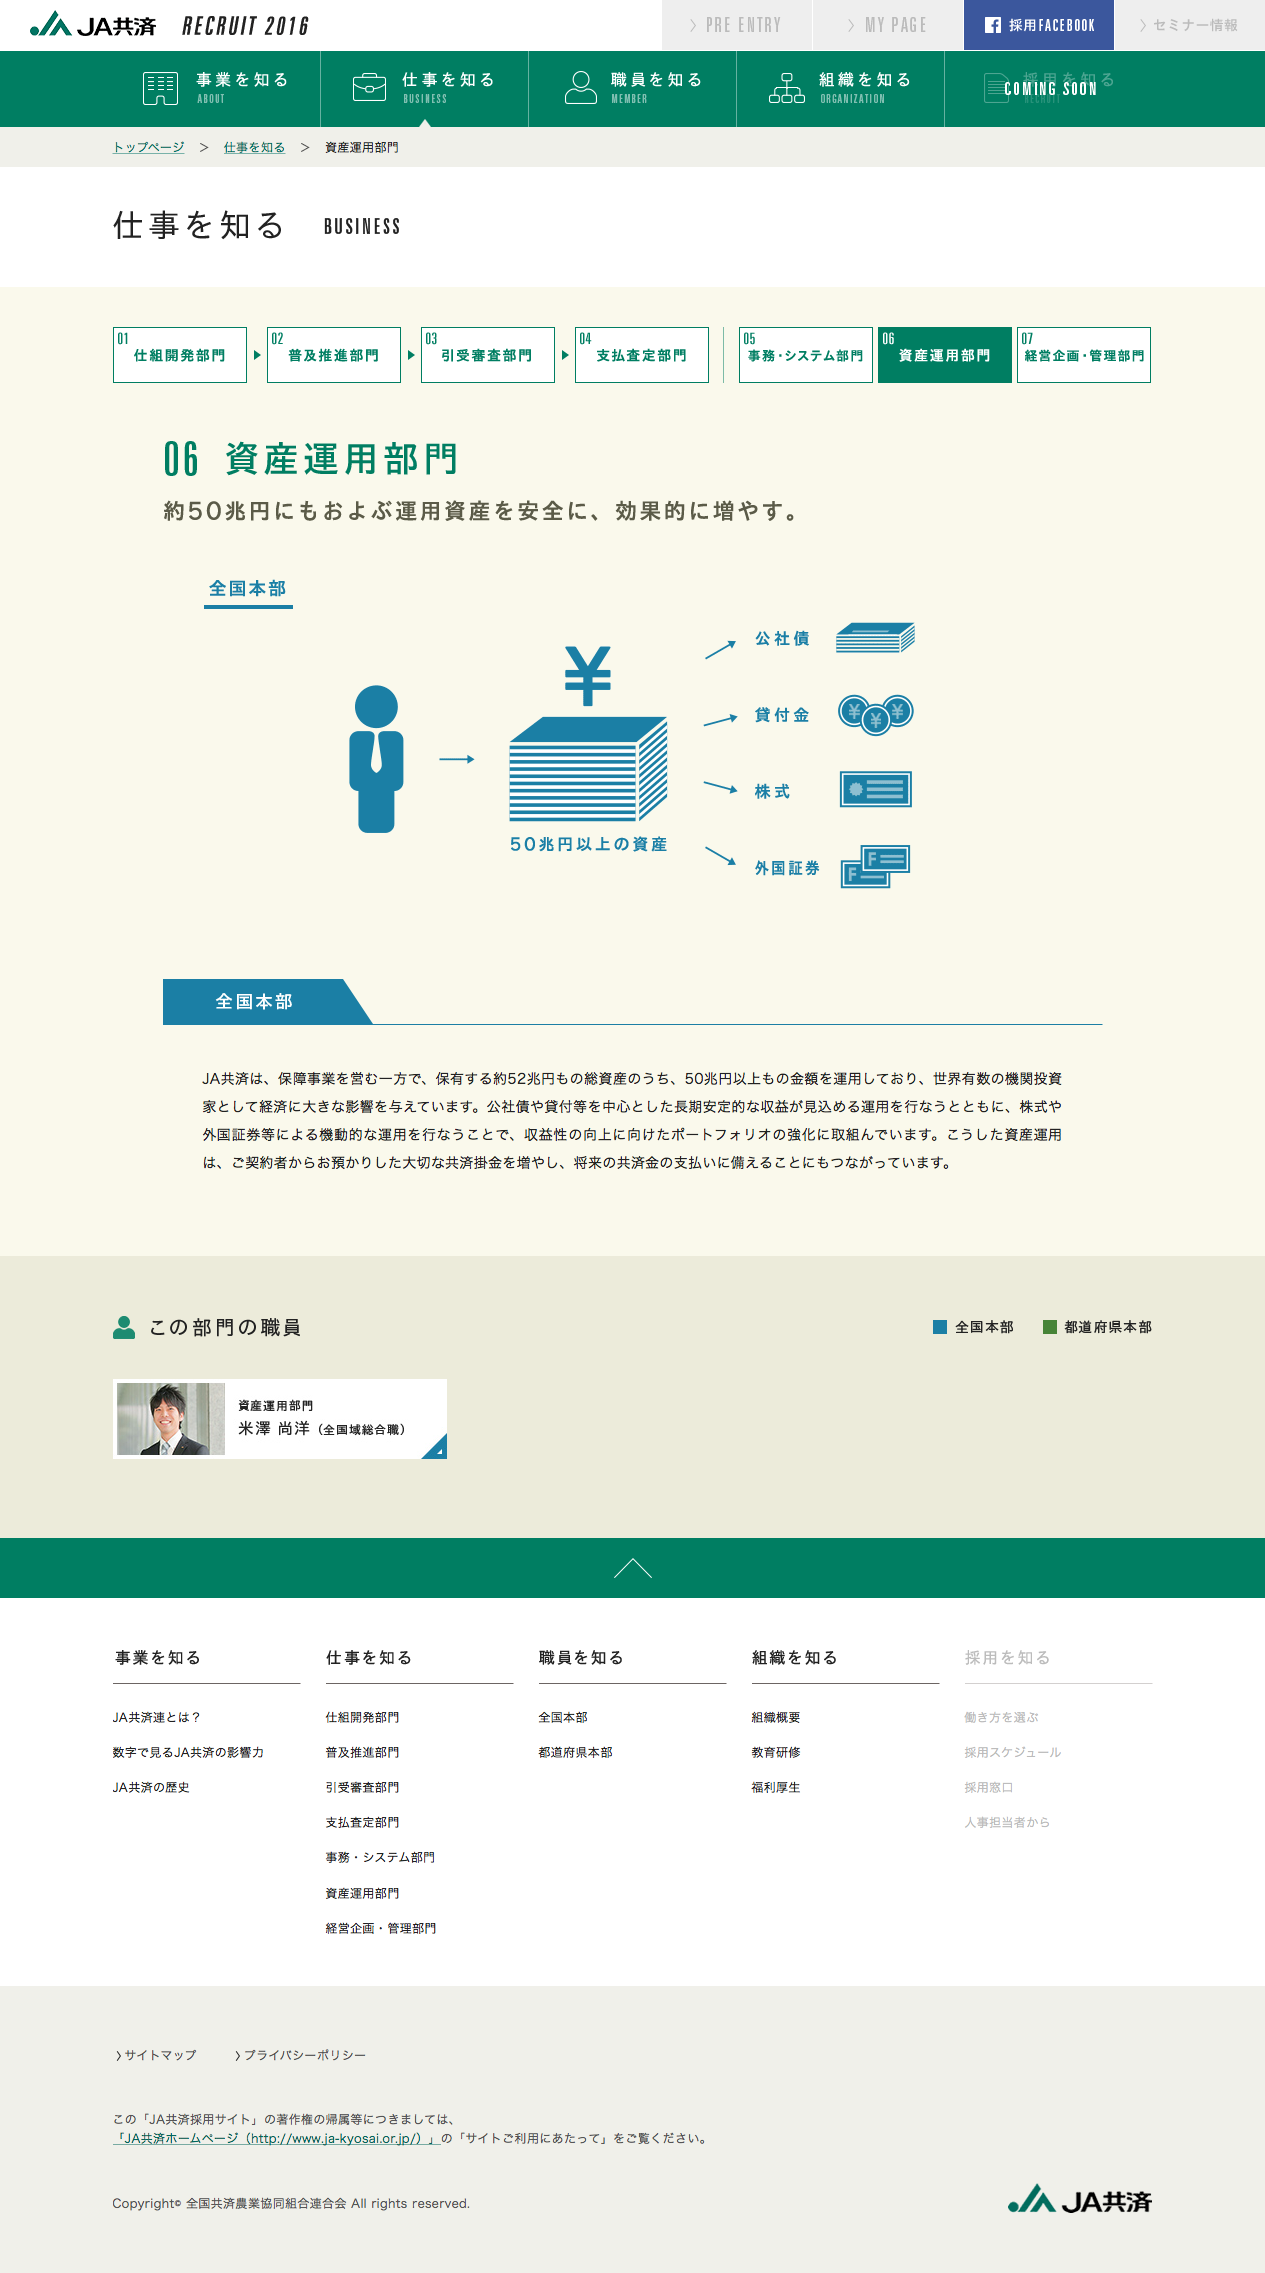 JA共済 RECRUIT 2016
PRE ENTRY
MY PAGE
採用FACEBOOK
セミナー情報
事業を知る
ABOUT
仕事を知る
BUSINESS
職員を知る
MEMBER
組織を知る
ORGANIZATION
採用を知る
RECRUIT
COMING SOON
トップページ ＞ 仕事を知る ＞ 資産運用部門
仕事を知る BUSINESS
01 仕組開発部門
02 普及推進部門
03 引受審査部門
04 支払査定部門
05 事務・システム部門
06 資産運用部門
07 経営企画・管理部門
06 資産運用部門
約50兆円にもおよぶ運用資産を安全に、効果的に増やす。
全国本部
¥
50兆円以上の資産
公社債
貸付金
¥ ¥ ¥
株式
外国証券
F F
全国本部
JA共済は、保障事業を営む一方で、保有する約52兆円もの総資産のうち、50兆円以上もの金額を運用しており、世界有数の機関投資
家として経済に大きな影響を与えています。公社債や貸付等を中心とした長期安定的な収益が見込める運用を行なうとともに、株式や
外国証券等による機動的な運用を行なうことで、収益性の向上に向けたポートフォリオの強化に取組んでいます。こうした資産運用
は、ご契約者からお預かりした大切な共済掛金を増やし、将来の共済金の支払いに備えることにもつながっています。
この部門の職員
全国本部
都道府県本部
資産運用部門
米澤 尚洋（全国域総合職）
事業を知る
JA共済連とは？
数字で見るJA共済の影響力
JA共済の歴史
仕事を知る
仕組開発部門
普及推進部門
引受審査部門
支払査定部門
事務・システム部門
資産運用部門
経営企画・管理部門
職員を知る
全国本部
都道府県本部
組織を知る
組織概要
教育研修
福利厚生
採用を知る
働き方を選ぶ
採用スケジュール
採用窓口
人事担当者から
サイトマップ
プライバシーポリシー
この「JA共済採用サイト」の著作権の帰属等につきましては、
「JA共済ホームページ（http://www.ja-kyosai.or.jp/）」の「サイトご利用にあたって」をご覧ください。
Copyright© 全国共済農業協同組合連合会 All rights reserved.
JA共済